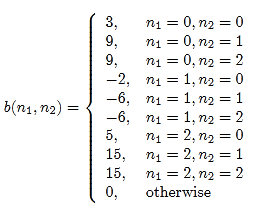 3, n₁ = 0, n₂ = 0
9, n₁ = 0, n₂ = 1
9, n₁ = 0, n₂ = 2
−2, n₁ = 1, n₂ = 0
b(n₁, n₂) = { −6, n₁ = 1, n₂ = 1
−6, n₁ = 1, n₂ = 2
5, n₁ = 2, n₂ = 0
15, n₁ = 2, n₂ = 1
15, n₁ = 2, n₂ = 2
0, otherwise